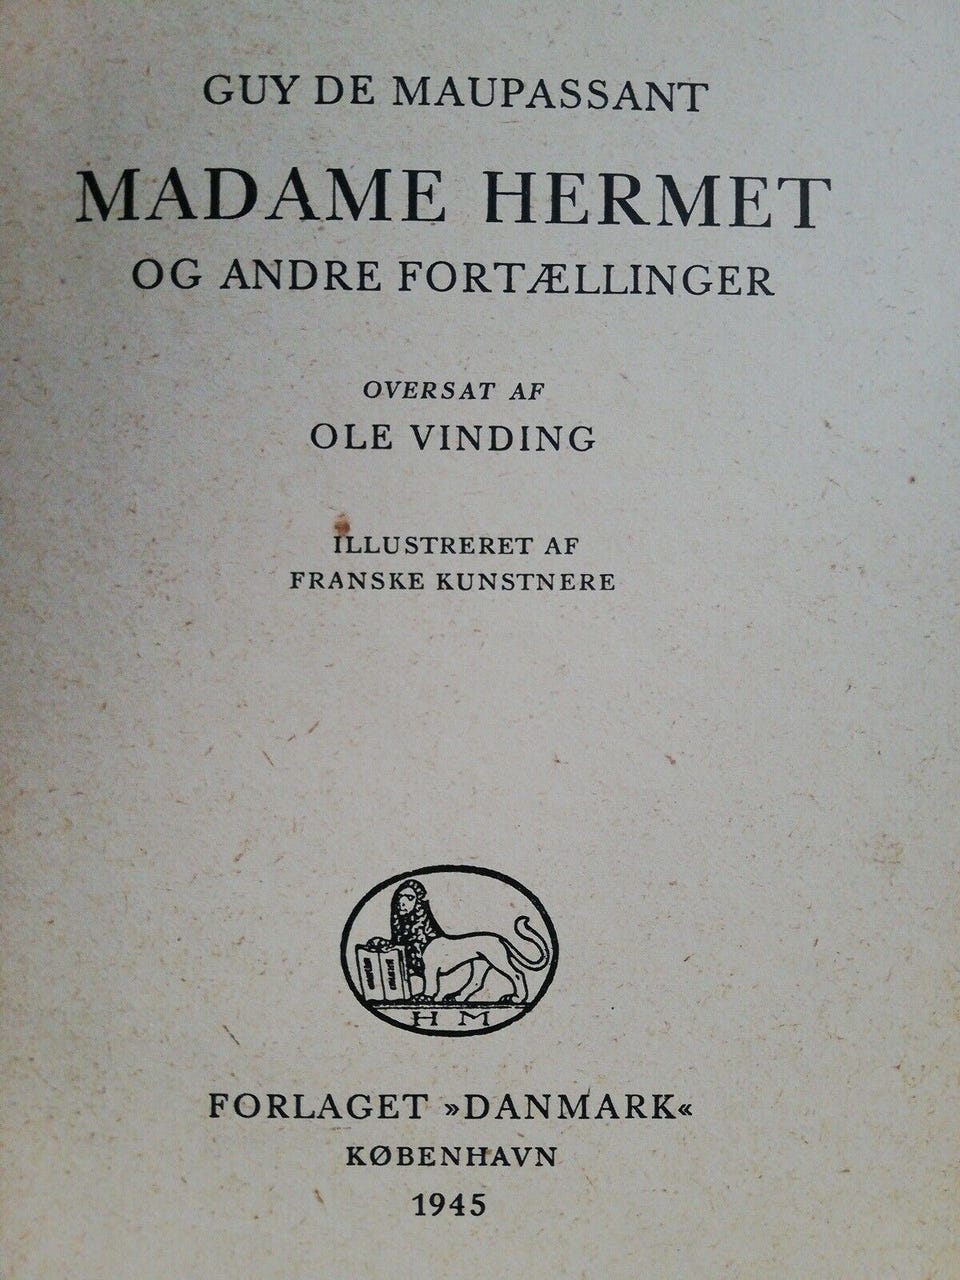 GUY DE MAUPASSANT
MADAME HERMET
OG ANDRE FORTÆLLINGER
OVERSAT AF
OLE VINDING
ILLUSTRERET AF
FRANSKE KUNSTNERE
H M
FORLAGET »DANMARK«
KØBENHAVN
1945